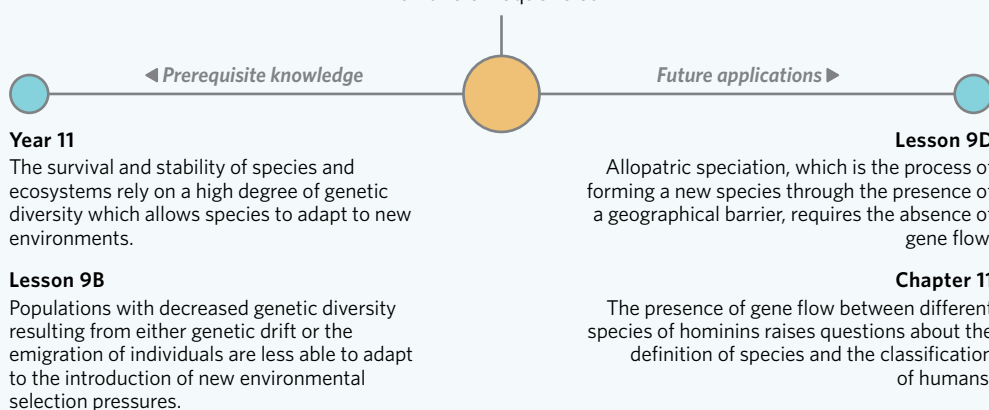 ◀ Prerequisite knowledge
Future applications ▶
Year 11
The survival and stability of species and
ecosystems rely on a high degree of genetic
diversity which allows species to adapt to new
environments.
Lesson 9B
Populations with decreased genetic diversity
resulting from either genetic drift or the
emigration of individuals are less able to adapt
to the introduction of new environmental
selection pressures.
Lesson 9D
Allopatric speciation, which is the process of
forming a new species through the presence of
a geographical barrier, requires the absence of
gene flow
Chapter 11
The presence of gene flow between different
species of hominins raises questions about the
definition of species and the classification
of humans